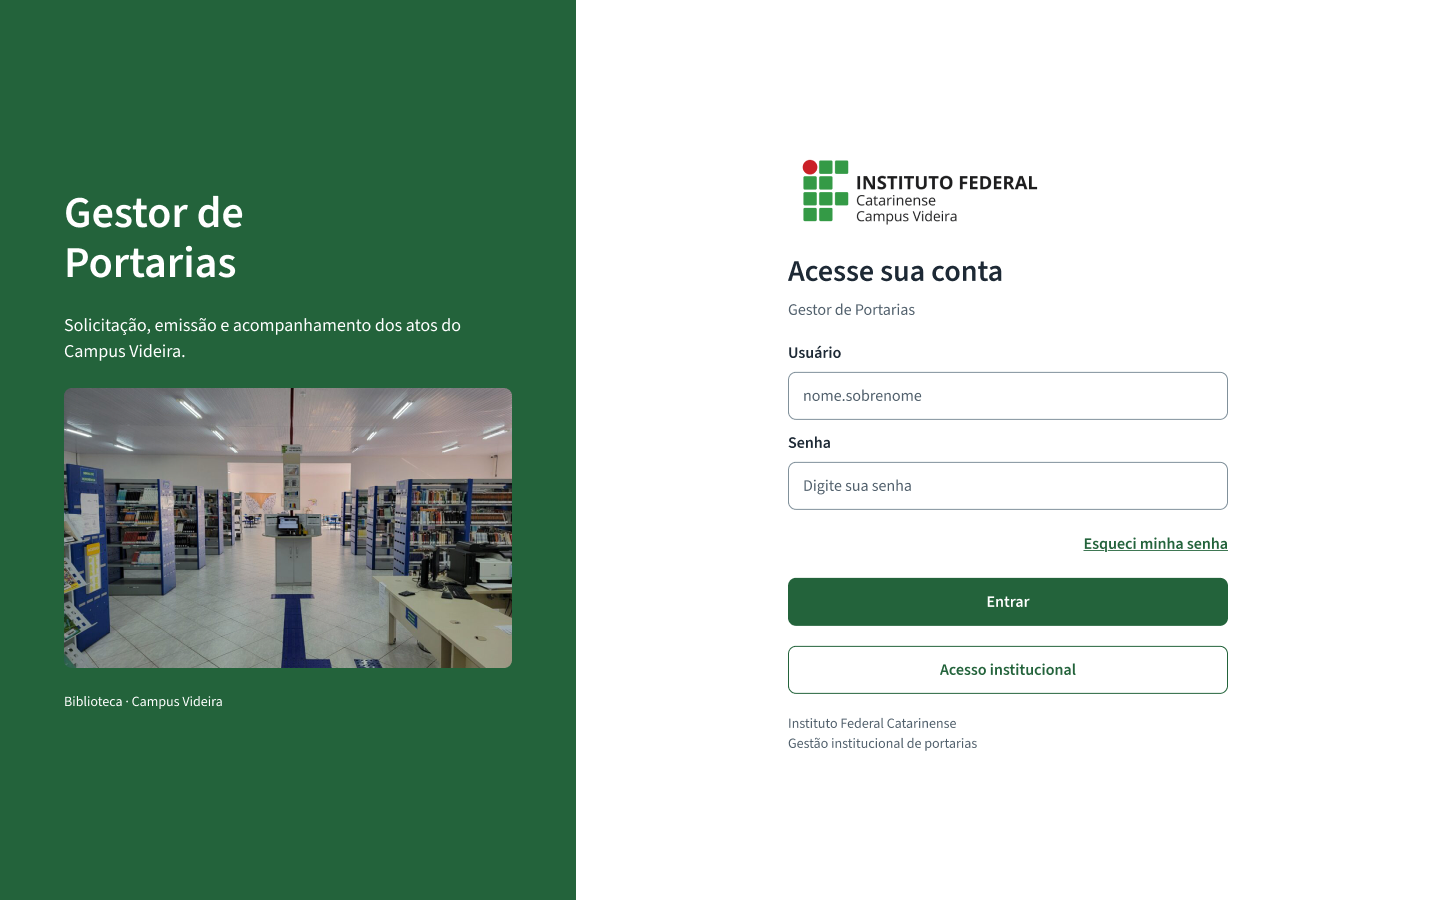 Gestor de
Portarias
Solicitação, emissão e acompanhamento dos atos do
Campus Videira.
Biblioteca · Campus Videira
INSTITUTO FEDERAL
Catarinense
Campus Videira
Acesse sua conta
Gestor de Portarias
Usuário
nome.sobrenome
Senha
Digite sua senha
Esqueci minha senha
Entrar
Acesso institucional
Instituto Federal Catarinense
Gestão institucional de portarias